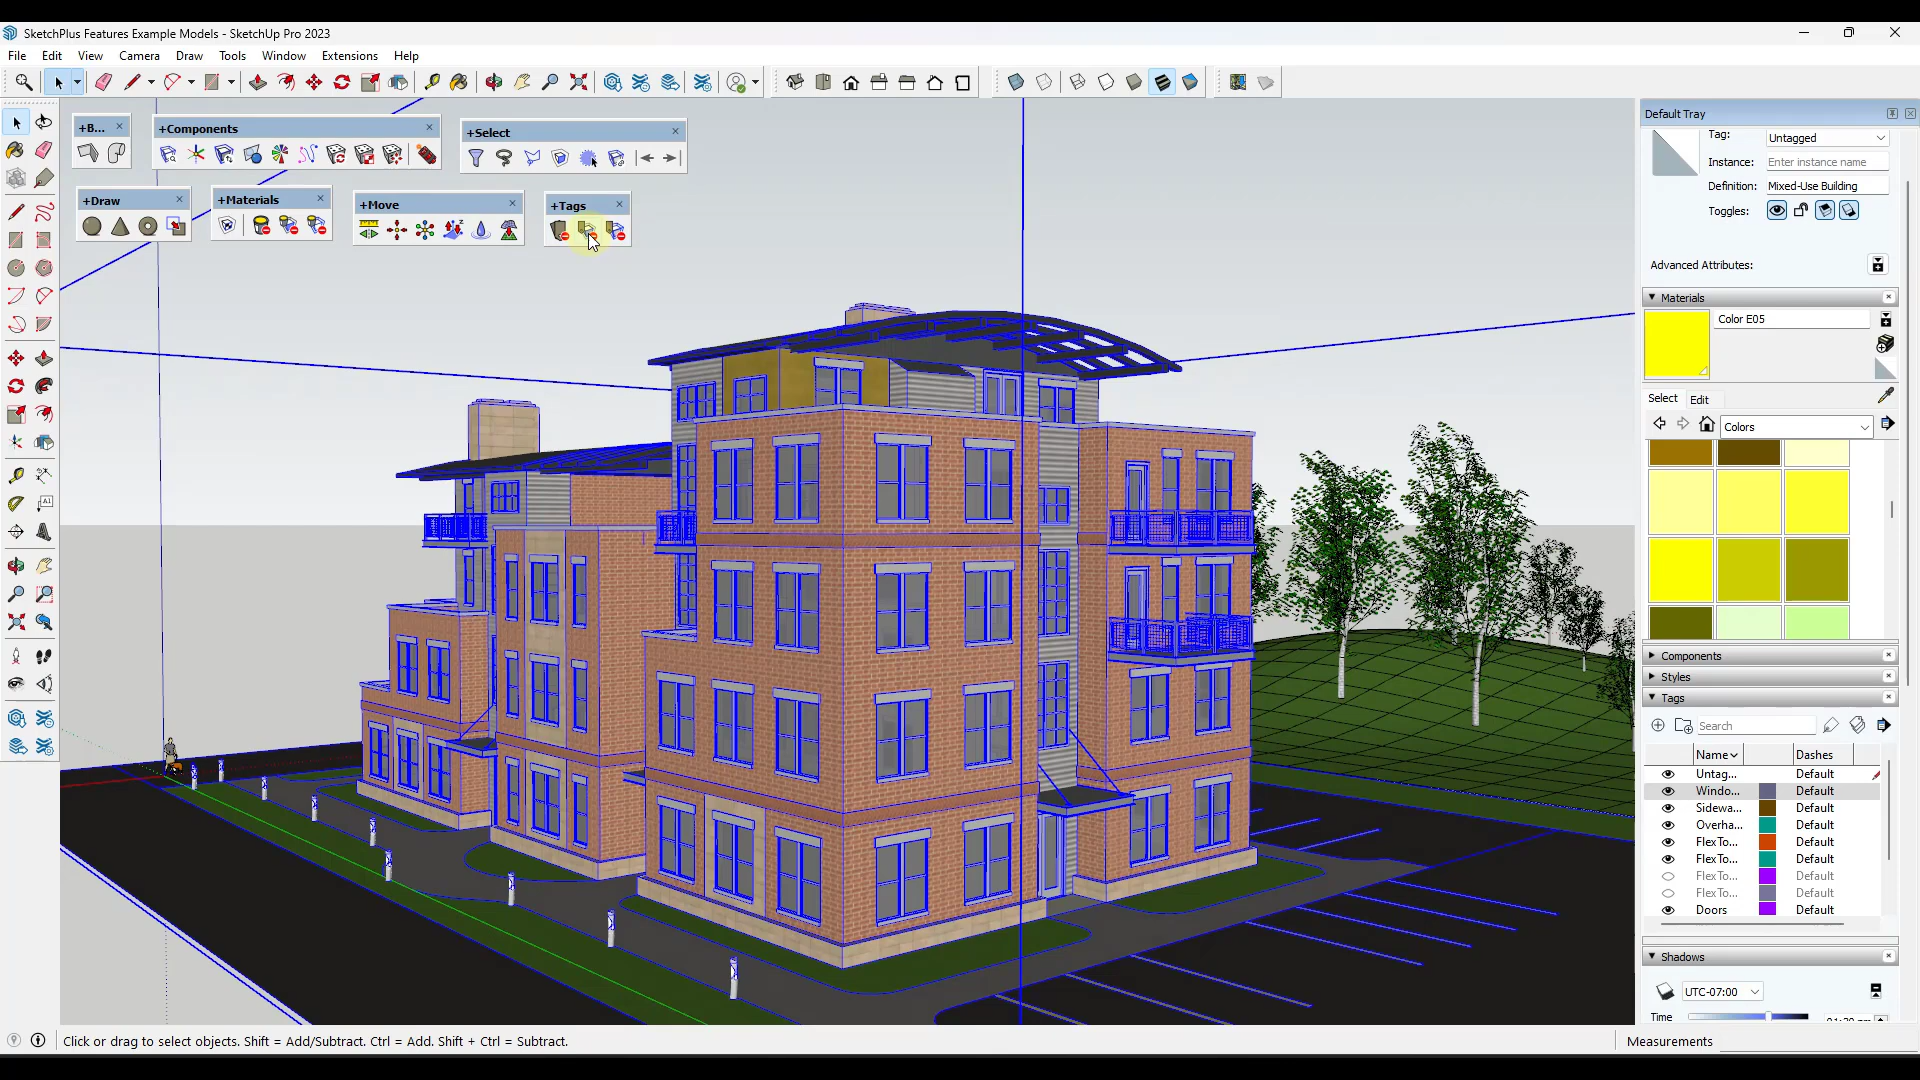 SketchPlus Features Example Models - SketchUp Pro 2023
File Edit View Camera Draw Tools Window Extensions Help
+B...
+Components
+Select
+Draw
+Materials
+Move
+Tags
Default Tray
Tag: Untagged
Instance: Enter instance name
Definition: Mixed-Use Building
Toggles:
Advanced Attributes:
Materials
Color E05
Select Edit
Colors
Components
Styles
Tags
Search
Name Dashes
Untag... Default
Windo... Default
Sidewa... Default
Overha... Default
FlexTo... Default
FlexTo... Default
FlexTo... Default
FlexTo... Default
Doors Default
Shadows
UTC-07:00
Time
Click or drag to select objects. Shift = Add/Subtract. Ctrl = Add. Shift + Ctrl = Subtract.
Measurements